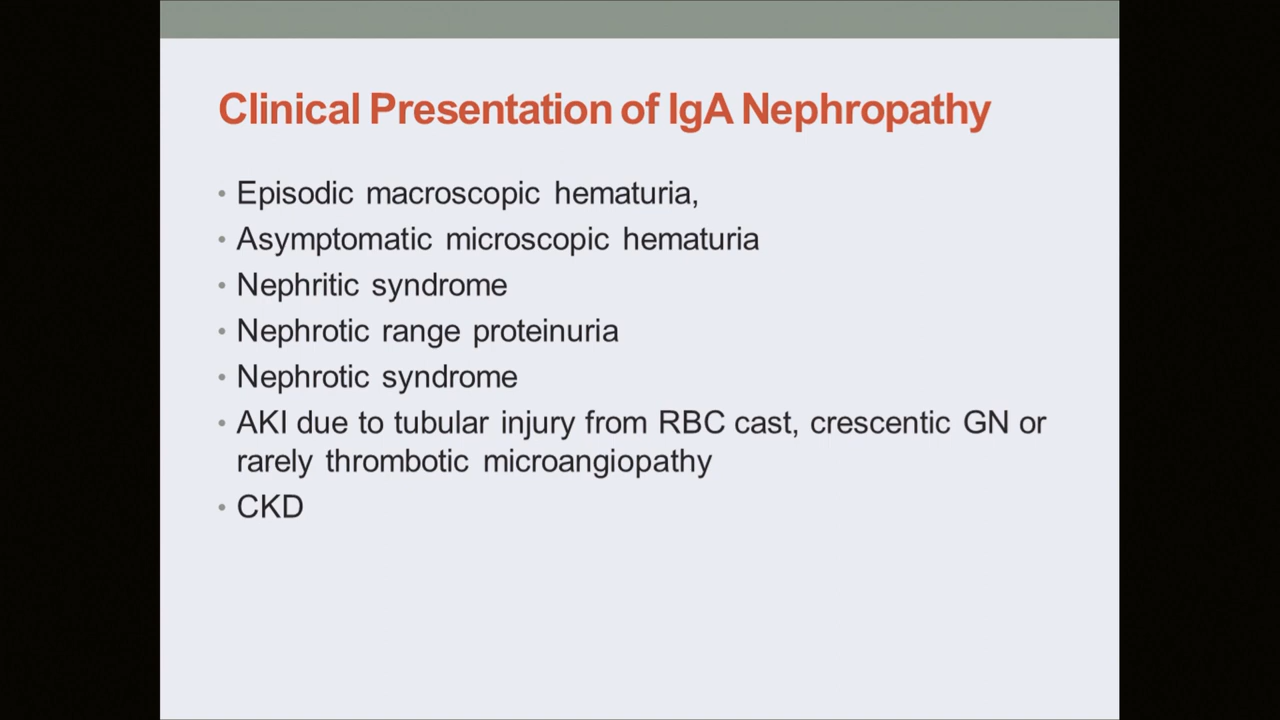 Clinical Presentation of IgA Nephropathy
• Episodic macroscopic hematuria,
• Asymptomatic microscopic hematuria
• Nephritic syndrome
• Nephrotic range proteinuria
• Nephrotic syndrome
• AKI due to tubular injury from RBC cast, crescentic GN or
rarely thrombotic microangiopathy
• CKD